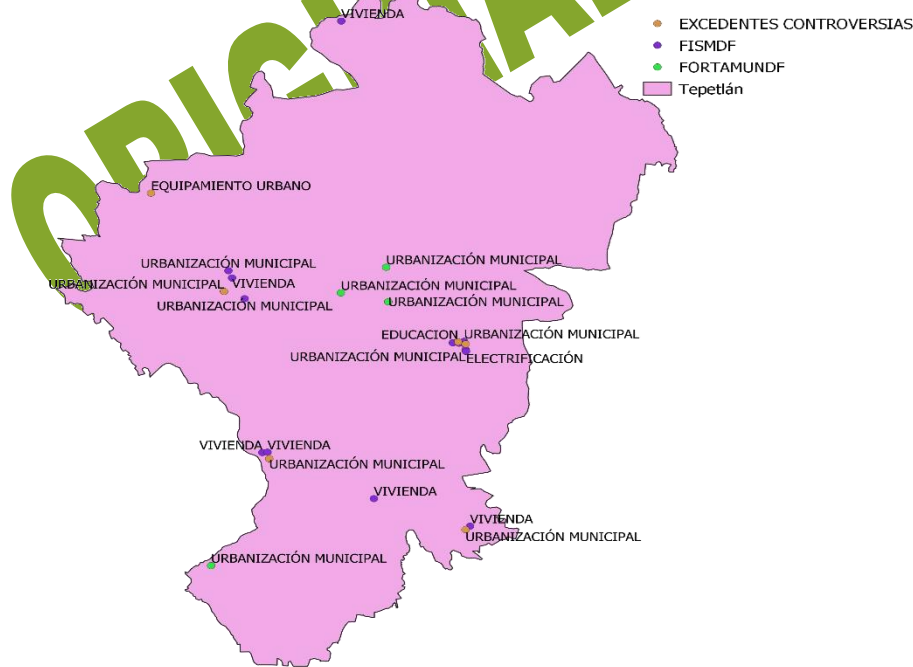 ORIGINAL
VIVIENDA
EXCEDENTES CONTROVERSIAS
FISMDF
FORTAMUNDF
Tepetlán
EQUIPAMIENTO URBANO
URBANIZACIÓN MUNICIPAL
URBANIZACIÓN MUNICIPAL
URBANIZACIÓN MUNICIPAL
VIVIENDA
URBANIZACIÓN MUNICIPAL
URBANIZACIÓN MUNICIPAL
URBANIZACIÓN MUNICIPAL
EDUCACION
URBANIZACIÓN MUNICIPAL
URBANIZACIÓN MUNICIPAL
ELECTRIFICACIÓN
VIVIENDA
VIVIENDA
URBANIZACIÓN MUNICIPAL
VIVIENDA
VIVIENDA
URBANIZACIÓN MUNICIPAL
URBANIZACIÓN MUNICIPAL